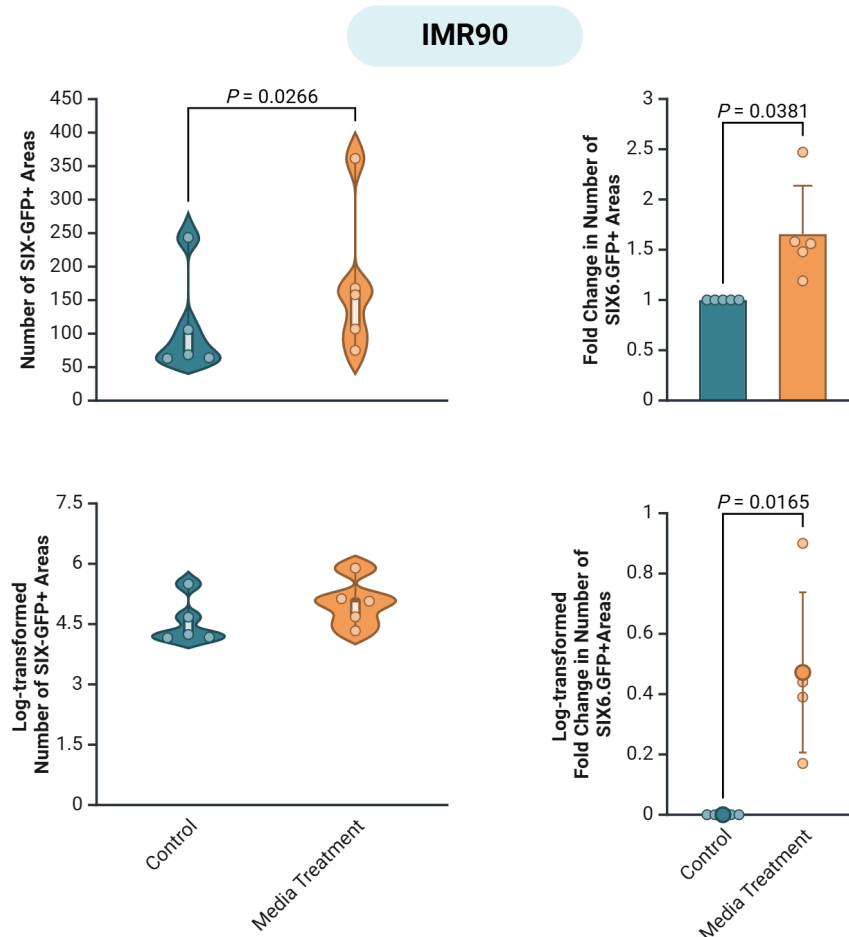 IMR90
Number of SIX-GFP+ Areas
450
400
350
300
250
200
150
100
50
0
P = 0.0266
Fold Change in Number of
SIX6.GFP+ Areas
3
2.5
2
1.5
1
0.5
0
P = 0.0381
Log-transformed
Number of SIX-GFP+ Areas
7.5
6
4.5
3
1.5
0
Control
Media Treatment
Log-transformed
Fold Change in Number of
SIX6.GFP+Areas
1
0.8
0.6
0.4
0.2
0
P = 0.0165
Control
Media Treatment